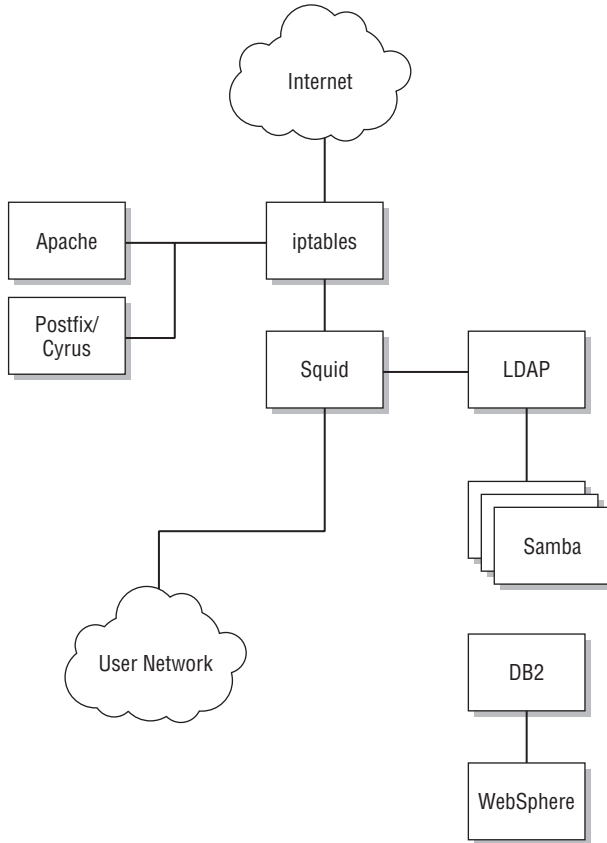 Internet
Apache
iptables
Postfix/
Cyrus
Squid
LDAP
Samba
User Network
DB2
WebSphere